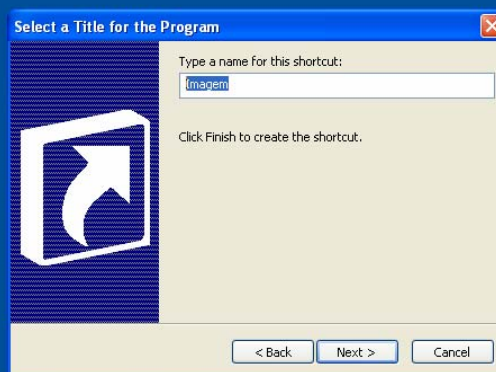 Select a Title for the Program
Type a name for this shortcut:
Imagem
Click Finish to create the shortcut.
< Back
Next >
Cancel